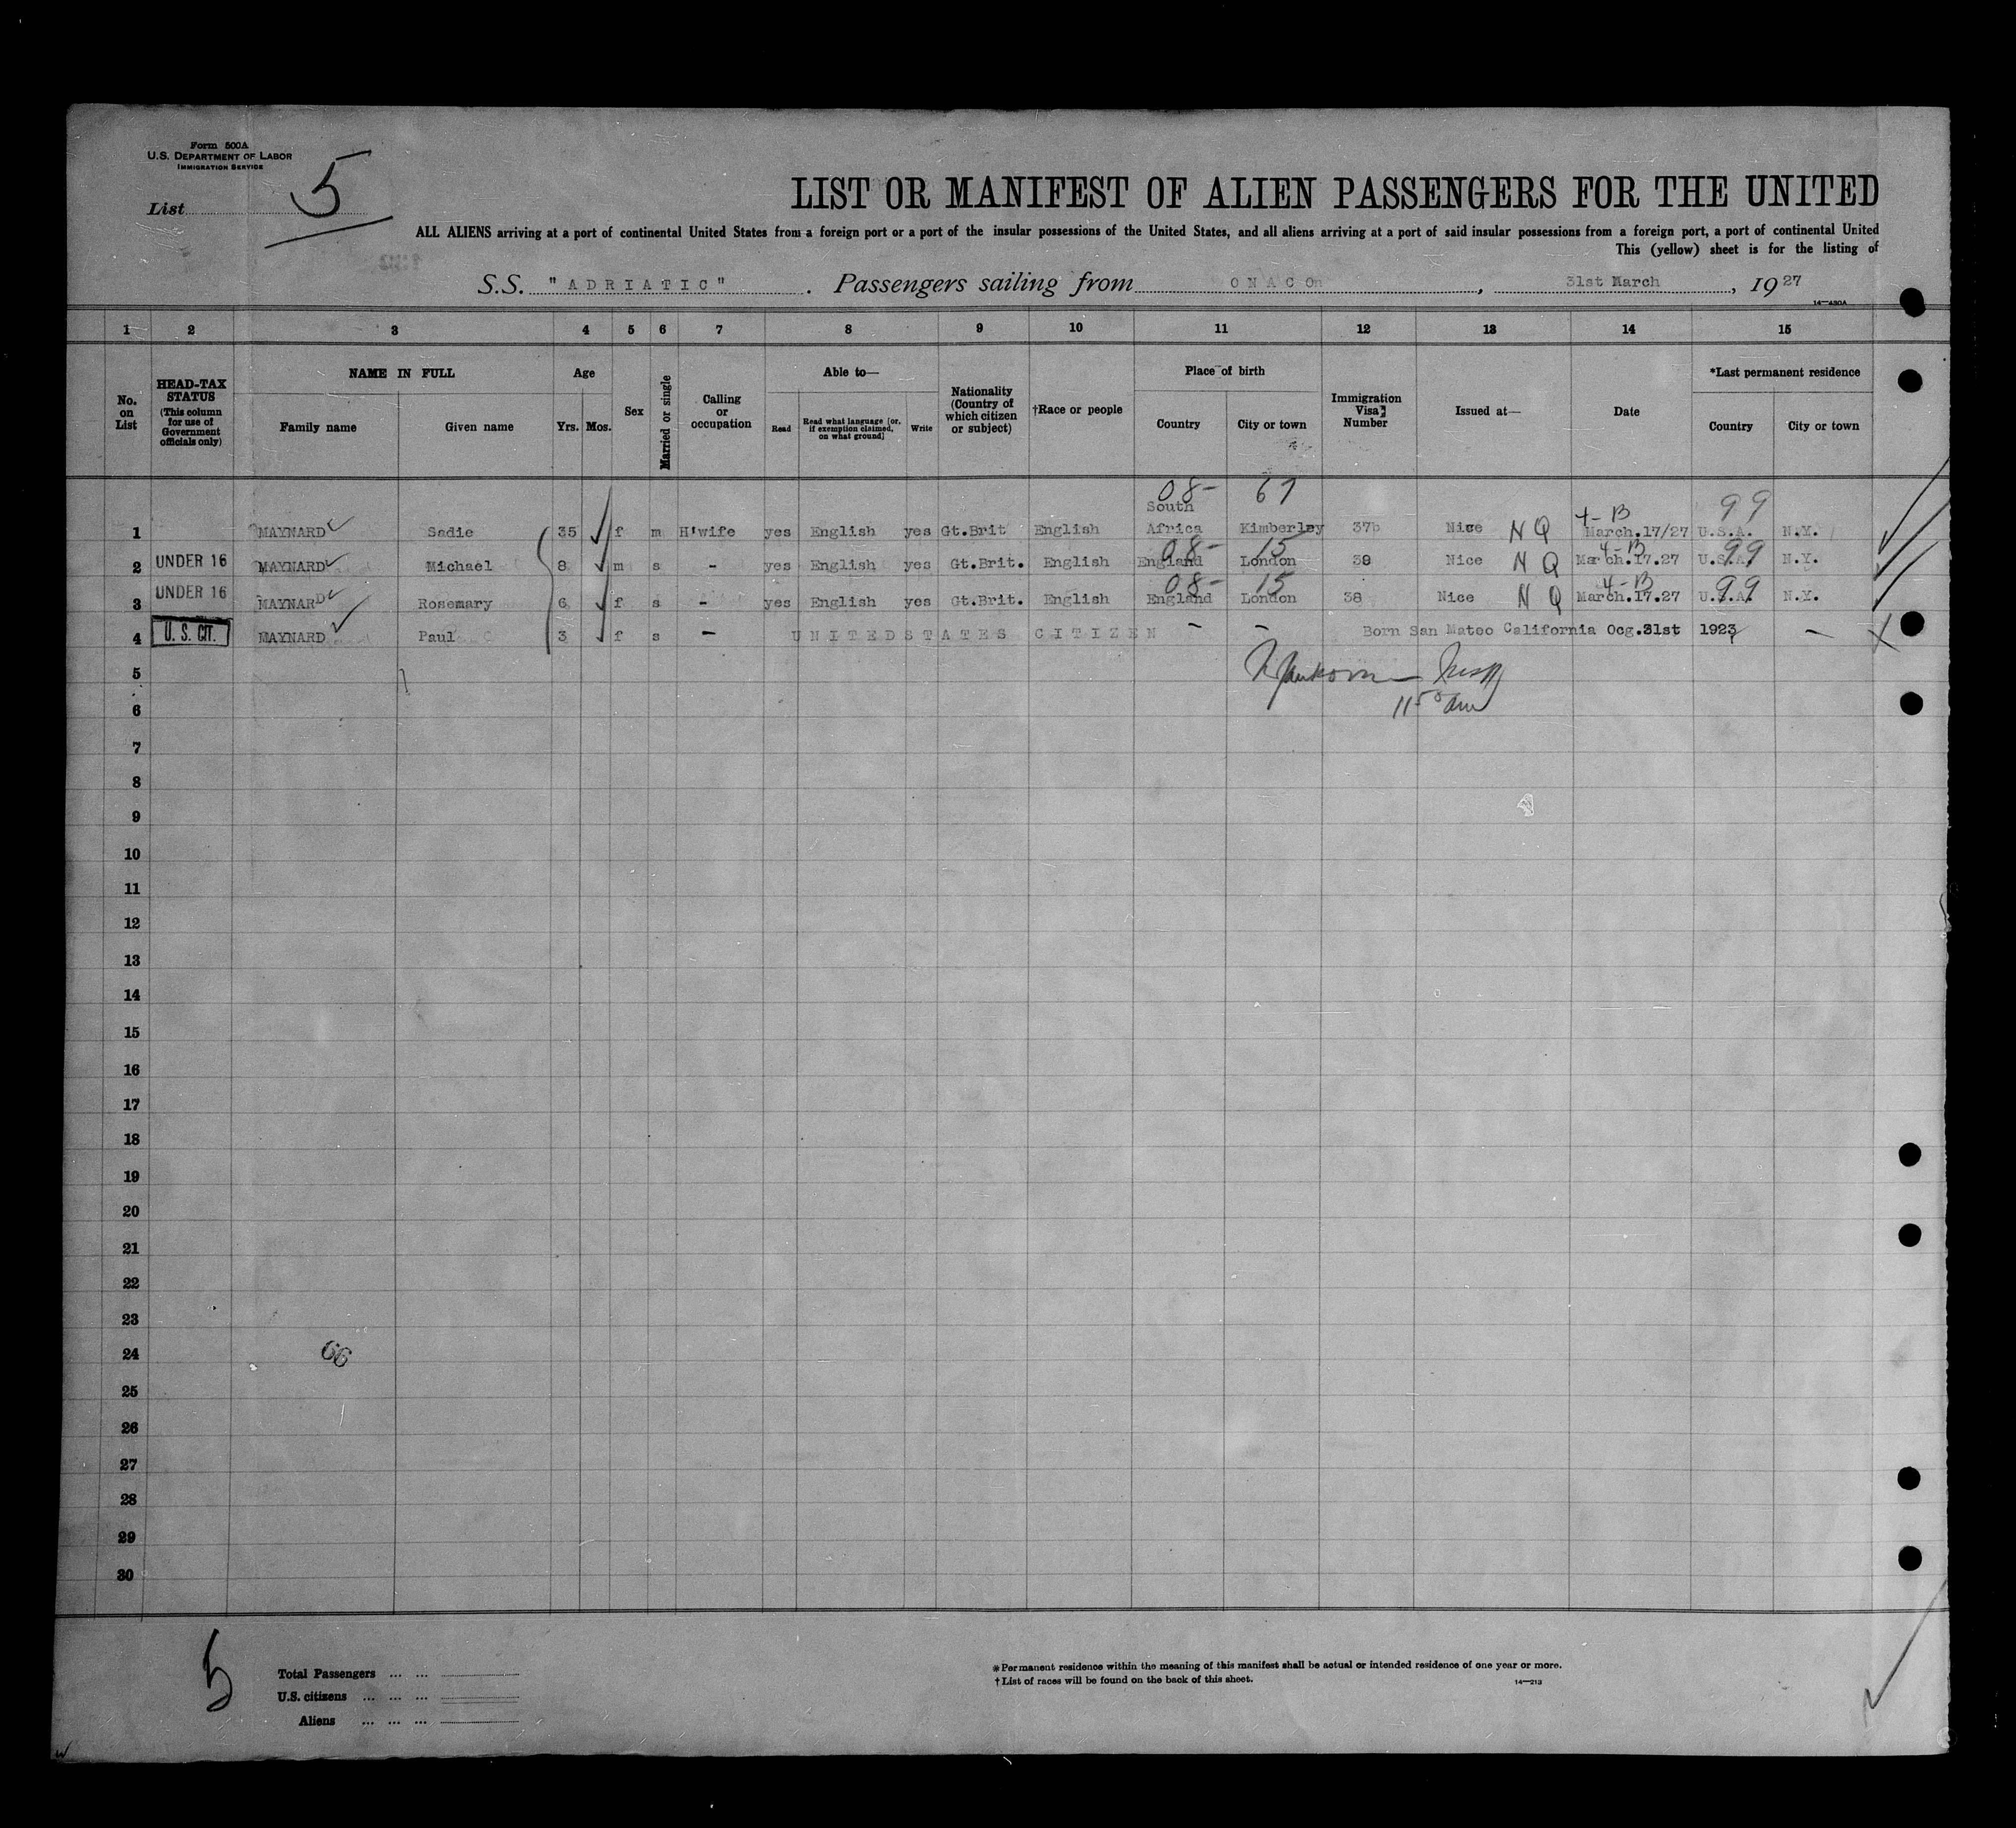 Form 500A
U.S. DEPARTMENT OF LABOR
IMMIGRATION SERVICE
List 5
LIST OR MANIFEST OF ALIEN PASSENGERS FOR THE UNITED
ALL ALIENS arriving at a port of continental United States from a foreign port or a port of the insular possessions of the United States, and all aliens arriving at a port of said insular possessions from a foreign port, a port of continental United
This (yellow) sheet is for the listing of
S.S. "ADRIATIC". Passengers sailing from ONACO, 31st March, 1927
14—430A
1 2 3 4 5 6 7 8 9 10 11 12 13 14 15
No. on List
HEAD-TAX STATUS (This column for use of Government officials only)
NAME IN FULL
Family name Given name
Age
Yrs. Mos.
Sex
Married or single
Calling or occupation
Able to—
Read Read what language [or, if exemption claimed, on what ground] Write
Nationality (Country of which citizen or subject)
†Race or people
Place of birth
Country City or town
Immigration Visa Number
Issued at—
Date
*Last permanent residence
Country City or town
08- 67 99
1 MAYNARD Sadie 35 f m H'wife yes English yes Gt.Brit English South Africa Kimberley 37b Nice N Q 4-B March.17/27 U.S.A. N.Y.
08- 15 4-B 99
2 UNDER 16 MAYNARD Michael 8 m s - yes English yes Gt.Brit. English England London 38 Nice N Q March.17.27 U.S.A. N.Y.
08- 15 4-B 99
3 UNDER 16 MAYNARD Rosemary 6 f s - yes English yes Gt.Brit. English England London 38 Nice N Q March.17.27 U.S.A. N.Y.
4 U. S. CIT. MAYNARD Paul 3 f s - UNITED STATES CITIZEN - - Born San Mateo California Ocg.31st 1923 -
5
11 50 am
6
7
8
9
10
11
12
13
14
15
16
17
18
19
20
21
22
23
24 66
25
26
27
28
29
30
5
Total Passengers ... ...
U.S. citizens ... ... ...
Aliens ... ... ...
*Permanent residence within the meaning of this manifest shall be actual or intended residence of one year or more.
†List of races will be found on the back of this sheet.
14—213